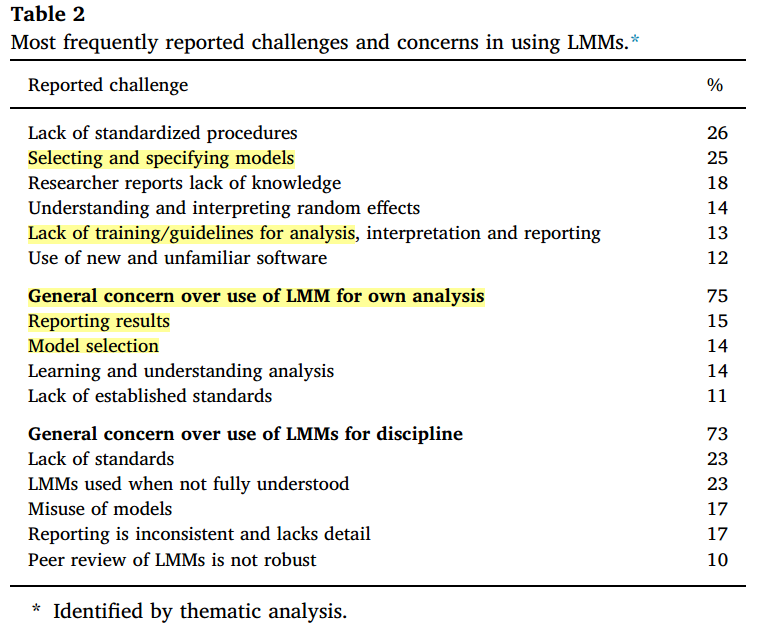 Table 2
Most frequently reported challenges and concerns in using LMMs.*
Reported challenge %
Lack of standardized procedures 26
Selecting and specifying models 25
Researcher reports lack of knowledge 18
Understanding and interpreting random effects 14
Lack of training/guidelines for analysis, interpretation and reporting 13
Use of new and unfamiliar software 12
General concern over use of LMM for own analysis 75
Reporting results 15
Model selection 14
Learning and understanding analysis 14
Lack of established standards 11
General concern over use of LMMs for discipline 73
Lack of standards 23
LMMs used when not fully understood 23
Misuse of models 17
Reporting is inconsistent and lacks detail 17
Peer review of LMMs is not robust 10
* Identified by thematic analysis.